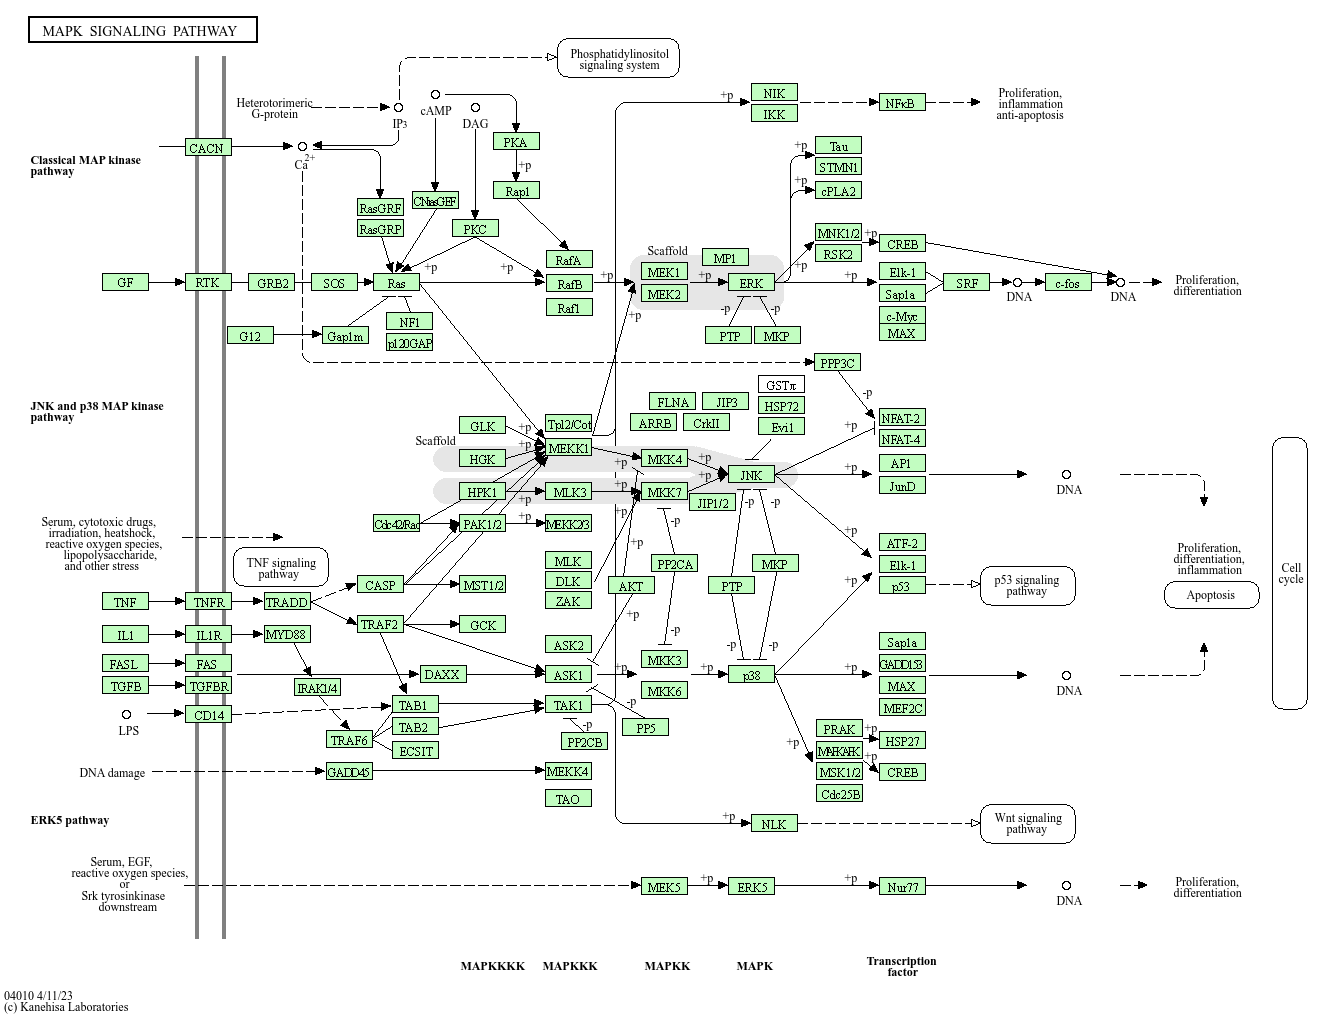 MAPK SIGNALING PATHWAY
Phosphatidylinositol
signaling system
Heterotorimeric
G-protein
IP3
cAMP
DAG
+p
NIK
IKK
NFκB
Proliferation,
inflammation
anti-apoptosis
Classical MAP kinase
pathway
CACN
Ca2+
PKA
+p
Rap1
Tau
STMN1
cPLA2
+p
+p
RasGRF
RasGRP
CNasGEF
PKC
RafA
RafB
Raf1
Scaffold
MP1
MNK1/2
RSK2
+p
CREB
GF
RTK
GRB2
SOS
Ras
+p
+p
+p
MEK1
MEK2
+p
ERK
+p
+p
Elk-1
Sap1a
c-Myc
MAX
SRF
DNA
c-fos
DNA
Proliferation,
differentiation
G12
Gap1m
NF1
p120GAP
+p
-p
-p
PTP
MKP
PPP3C
-p
JNK and p38 MAP kinase
pathway
GSTπ
HSP72
Evi1
FLNA
JIP3
ARRB
CrkII
NFAT-2
NFAT-4
+p
Scaffold
GLK
HGK
HPK1
+p
+p
+p
Tpl2/Cot
MEKK1
MLK3
+p
+p
+p
MKK4
MKK7
+p
+p
JNK
JIP1/2
+p
AP1
JunD
DNA
Cell
cycle
Serum, cytotoxic drugs,
irradiation, heatshock,
reactive oxygen species,
lipopolysaccharide,
and other stress
Cdc42/Rac
PAK1/2
+p
MEKK2/3
-p
-p
-p
+p
ATF-2
Elk-1
p53
+p
p53 signaling
pathway
Proliferation,
differentiation,
inflammation
Apoptosis
TNF signaling
pathway
MLK
DLK
ZAK
AKT
PP2CA
PTP
MKP
CASP
MST1/2
TNF
TNFR
TRADD
TRAF2
GCK
+p
-p
-p
-p
IL1
IL1R
MYD88
ASK2
MKK3
MKK6
FASL
FAS
DAXX
ASK1
+p
+p
p38
+p
Sap1a
GADD153
MAX
MEF2C
DNA
TGFB
TGFBR
IRAK1/4
LPS
CD14
TAB1
TAB2
ECSIT
TRAF6
TAK1
-p
-p
PP5
PP2CB
+p
PRAK
MAPKAPK
MSK1/2
Cdc25B
+p
+p
HSP27
CREB
DNA damage
GADD45
MEKK4
TAO
ERK5 pathway
+p
NLK
Wnt signaling
pathway
Serum, EGF,
reactive oxygen species,
or
Srk tyrosinkinase
downstream
MEK5
+p
ERK5
+p
Nur77
DNA
Proliferation,
differentiation
MAPKKKK
MAPKKK
MAPKK
MAPK
Transcription
factor
04010 4/11/23
(c) Kanehisa Laboratories